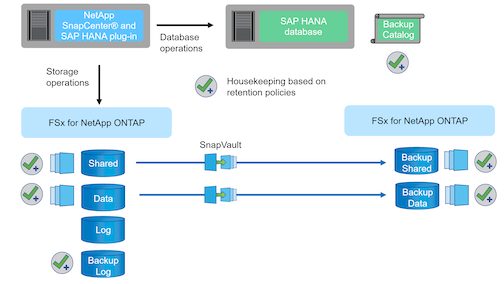 NetApp
SnapCenter® and
SAP HANA plug-in
Database
operations
SAP HANA
database
Backup
Catalog
Storage
operations
Housekeeping based on
retention policies
FSx for NetApp ONTAP
FSx for NetApp ONTAP
SnapVault
Shared
Backup
Shared
Data
Backup
Data
Log
Backup
Log